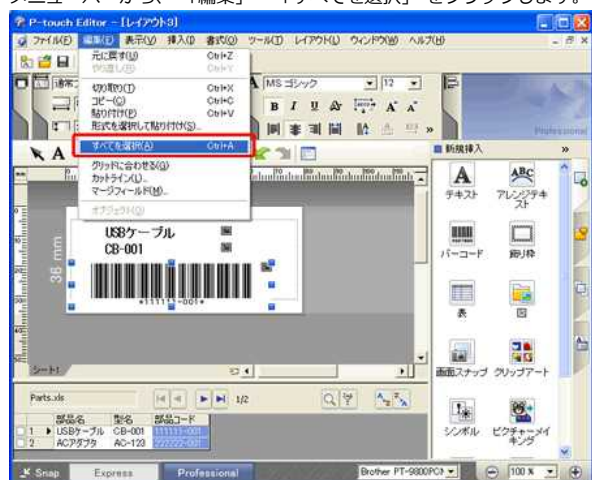 メニューバーから、「編集」-「すべてを選択」をクリックします。
P-touch Editor - [レイアウト3]
ファイル(F) 編集(E) 表示(V) 挿入(I) 書式(O) ツール(T) レイアウト(L) ウィンドウ(W) ヘルプ(H)
元に戻す(U) Ctrl+Z
やり直し(R) Ctrl+Y
切り取り(T) Ctrl+X
コピー(C) Ctrl+C
貼り付け(P) Ctrl+V
形式を選択して貼り付け(S)...
すべてを選択(A) Ctrl+A
グリッドに合わせる(G)
カットライン(L)...
マージフィールド(M)...
オブジェクト(O)
MS ゴシック 12
B I U
Professional
新規挿入
テキスト
アレンジテキスト
バーコード
飾り枠
表
図
画面スナップ
クリップアート
シンボル
ピクチャーメイキング
36 mm
USBケーブル
CB-001
*111111-001*
シート1
Parts.xls 1/2
部品名 型名 部品コード
1 USBケーブル CB-001 111111-001
2 ACアダプタ AC-123 222222-001
Snap Express Professional Brother PT-9800PCN 100 %